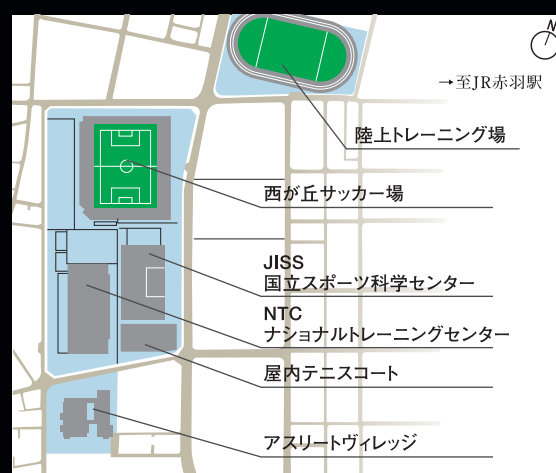 N
→至JR赤羽駅
陸上トレーニング場
西が丘サッカー場
JISS
国立スポーツ科学センター
NTC
ナショナルトレーニングセンター
屋内テニスコート
アスリートヴィレッジ